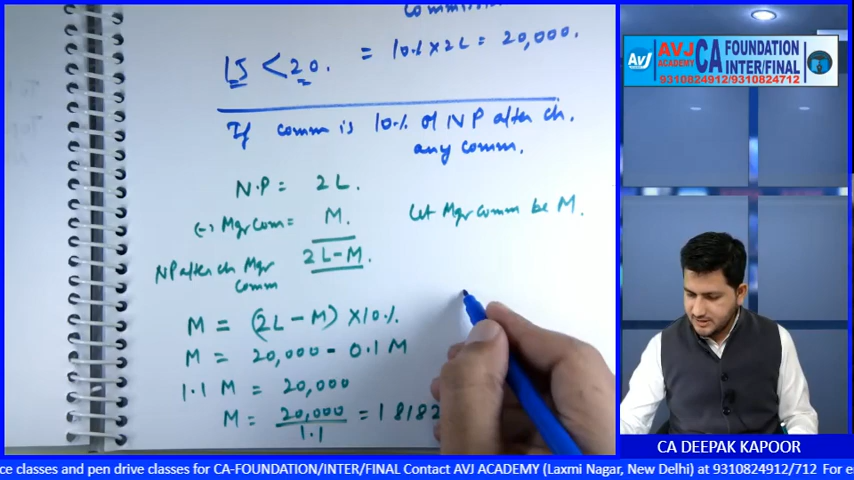 commission
15 < 20. = 10% x 2L = 20,000.
If comm is 10% of NP after ch.
any comm.
N.P = 2L.
(-) Mgr Com = M. Let Mgr comm be M.
NP after ch Mgr comm 2L-M.
M = (2L - M) x 10%
M = 20,000 - 0.1 M
1.1 M = 20,000
M = 20,000 / 1.1 = 18182
AVJ ACADEMY
CA FOUNDATION
INTER/FINAL
9310824912/9310824712
AVJ
CA DEEPAK KAPOOR
ce classes and pen drive classes for CA-FOUNDATION/INTER/FINAL Contact AVJ ACADEMY (Laxmi Nagar, New Delhi) at 9310824912/712 For e